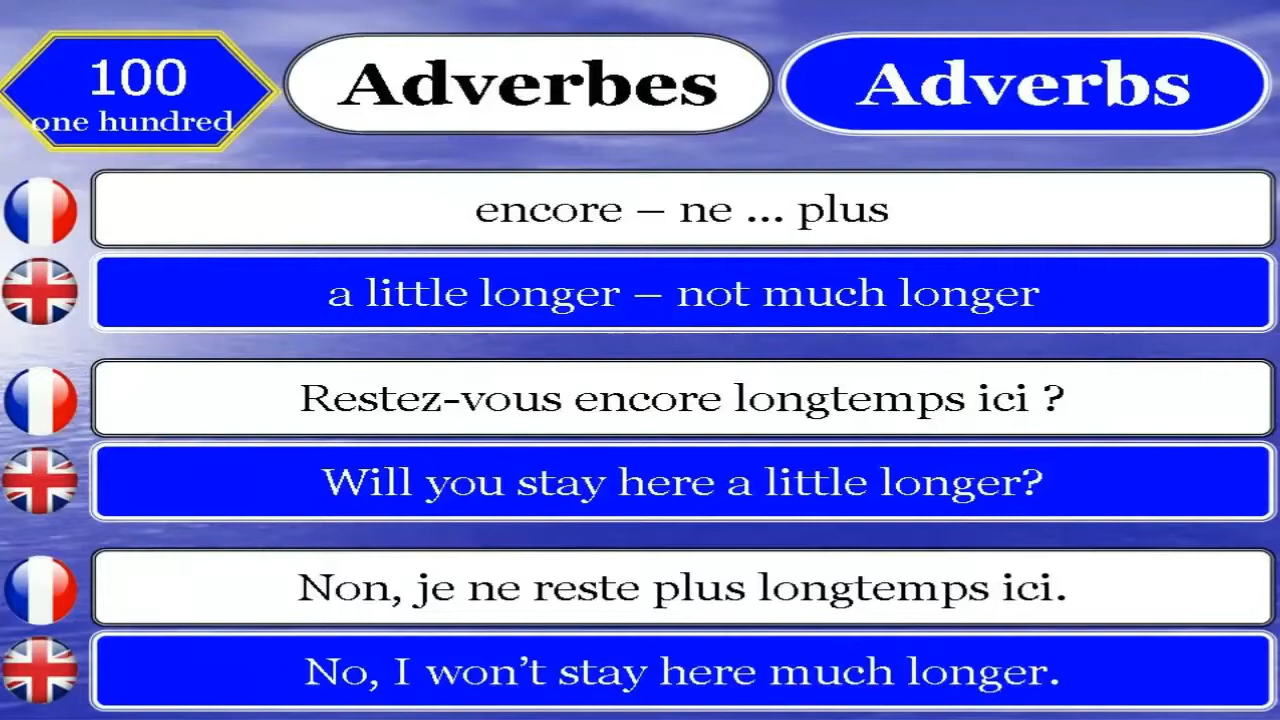 100
one hundred
Adverbes
Adverbs
encore – ne ... plus
a little longer – not much longer
Restez-vous encore longtemps ici ?
Will you stay here a little longer?
Non, je ne reste plus longtemps ici.
No, I won’t stay here much longer.